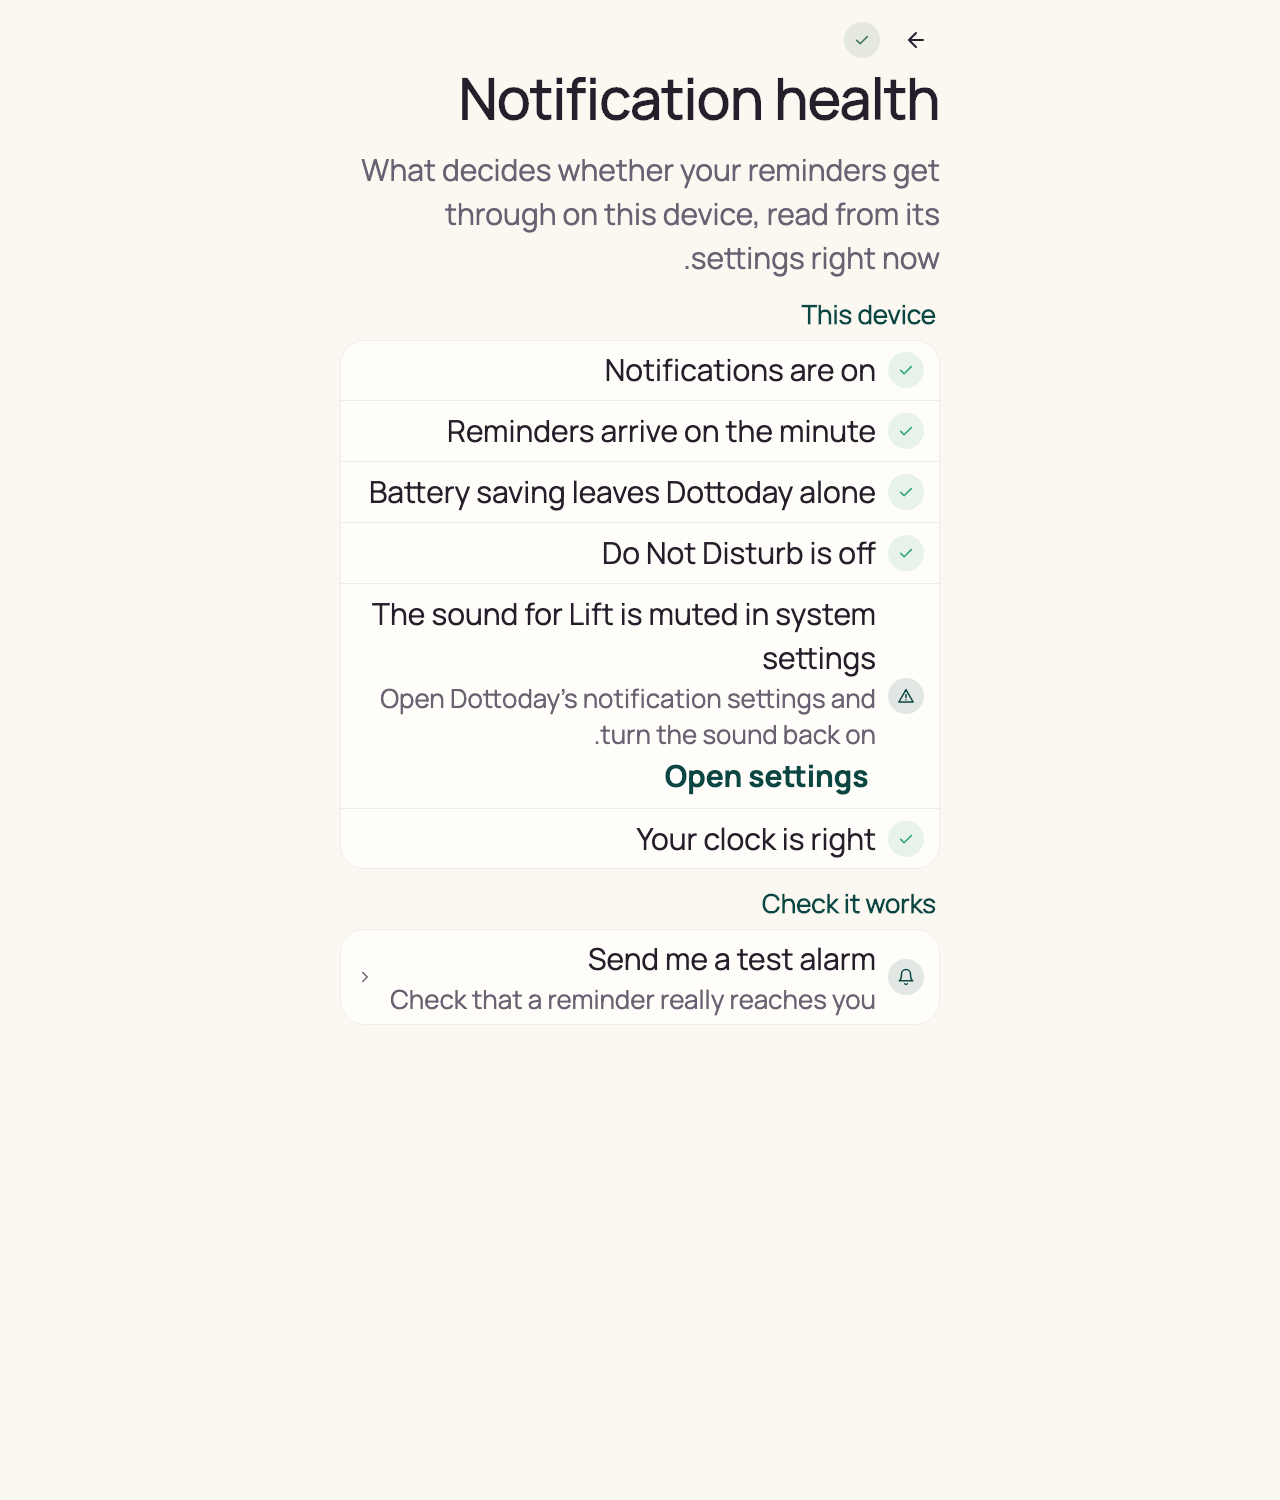 Notification health
What decides whether your reminders get
through on this device, read from its
settings right now.
This device
Notifications are on
Reminders arrive on the minute
Battery saving leaves Dottoday alone
Do Not Disturb is off
The sound for Lift is muted in system
settings
Open Dottoday’s notification settings and
turn the sound back on.
Open settings
Your clock is right
Check it works
Send me a test alarm
Check that a reminder really reaches you